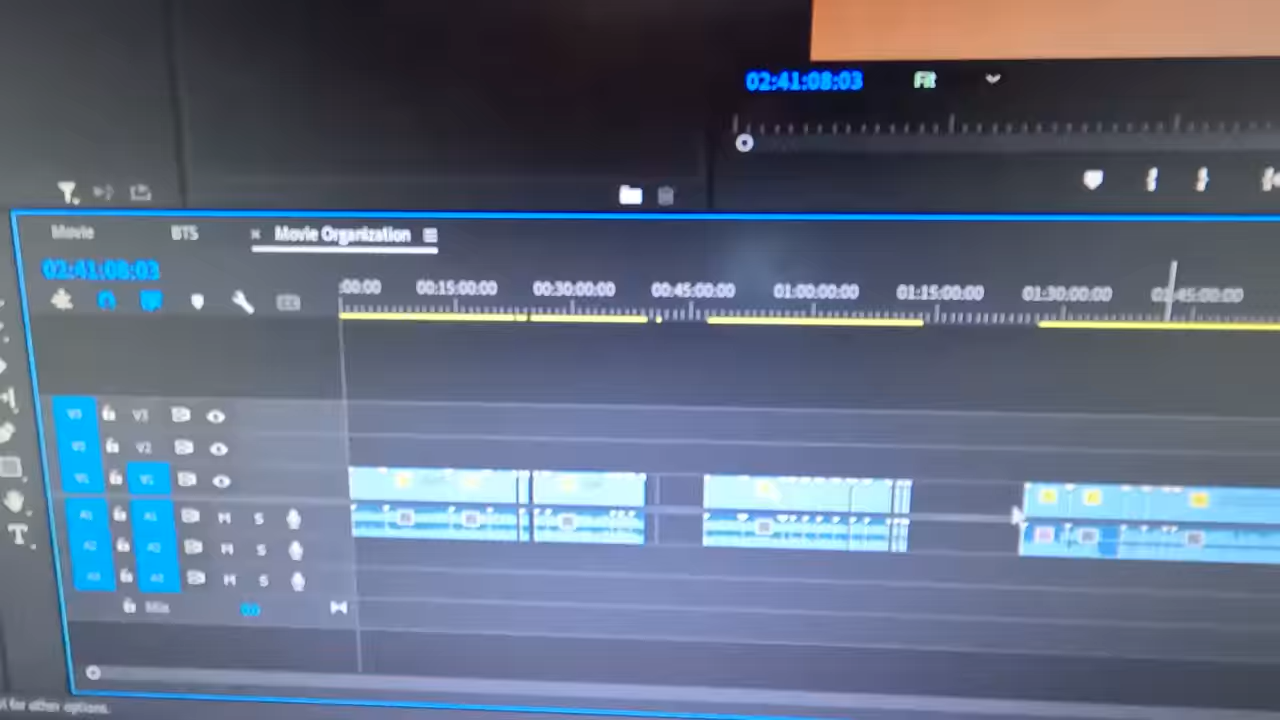 02:41:08:03 Fit
Movie BTS × Movie Organization
02:41:08:03
:00:00 00:15:00:00 00:30:00:00 00:45:00:00 01:00:00:00 01:15:00:00 01:30:00:00 01:45:00:00
V3 V3
V2 V2
V1 V1
A1 A1 M S
A2 A2 M S
A3 A3 M S
Mix
for other options.